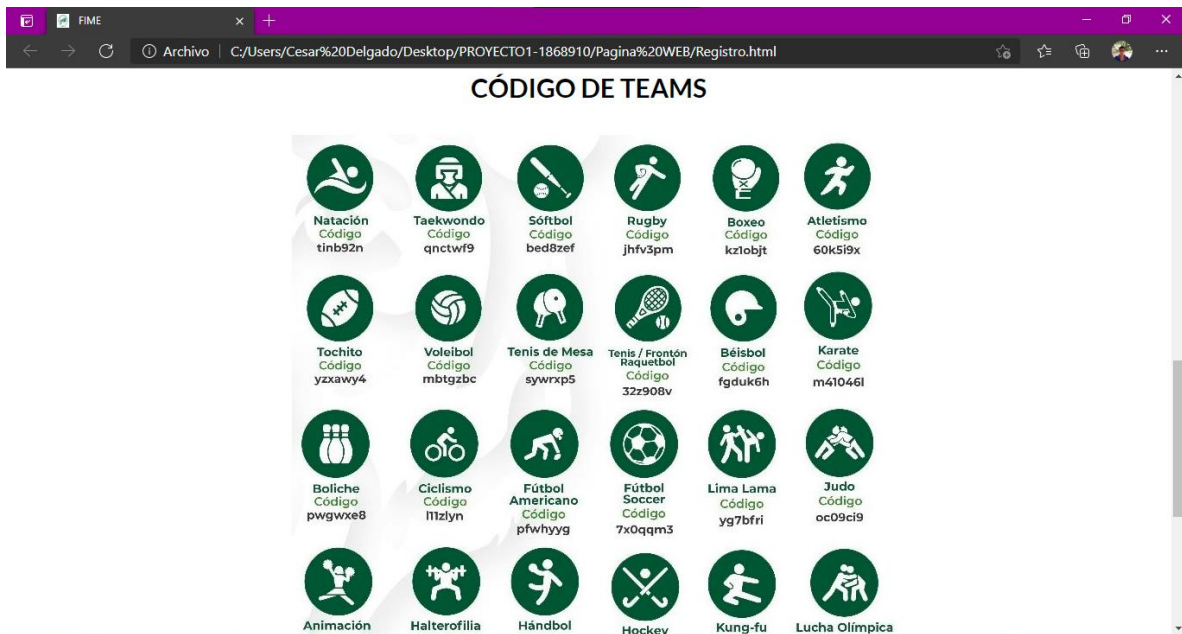 FIME
Archivo
C:/Users/Cesar%20Delgado/Desktop/PROYECTO1-1868910/Pagina%20WEB/Registro.html
CÓDIGO DE TEAMS
Natación
Código
tinb92n
Taekwondo
Código
qnctwf9
Sóftbol
Código
bed8zef
Rugby
Código
jhfv3pm
Boxeo
Código
kz1objt
Atletismo
Código
60k5i9x
Tochito
Código
yzxawy4
Voleibol
Código
mbtgzbc
Tenis de Mesa
Código
sywrxp5
Tenis / Frontón
Raquetbol
Código
32z908v
Béisbol
Código
fgduk6h
Karate
Código
m41046l
Boliche
Código
pwgwxe8
Ciclismo
Código
l11zlyn
Fútbol
Americano
Código
pfwhyyg
Fútbol
Soccer
Código
7x0qqm3
Lima Lama
Código
yg7bfri
Judo
Código
oc09ci9
Animación
Halterofilia
Hándbol
Hockey
Kung-fu
Lucha Olímpica